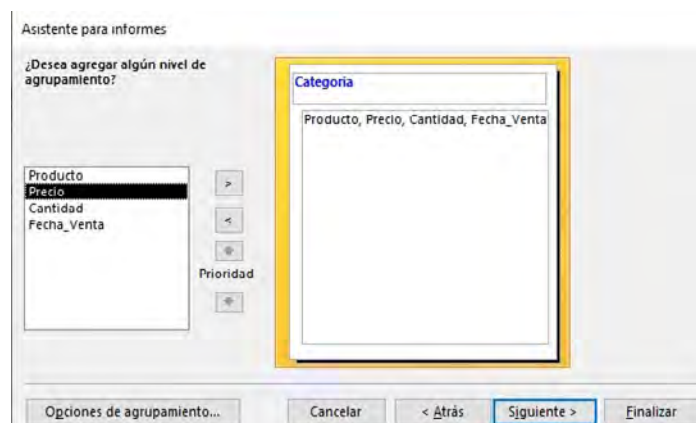 Asistente para informes
¿Desea agregar algún nivel de
agrupamiento?
Producto
Precio
Cantidad
Fecha_Venta
>
<
Prioridad
Categoria
Producto, Precio, Cantidad, Fecha_Venta
Opciones de agrupamiento...
Cancelar
< Atrás
Siguiente >
Finalizar